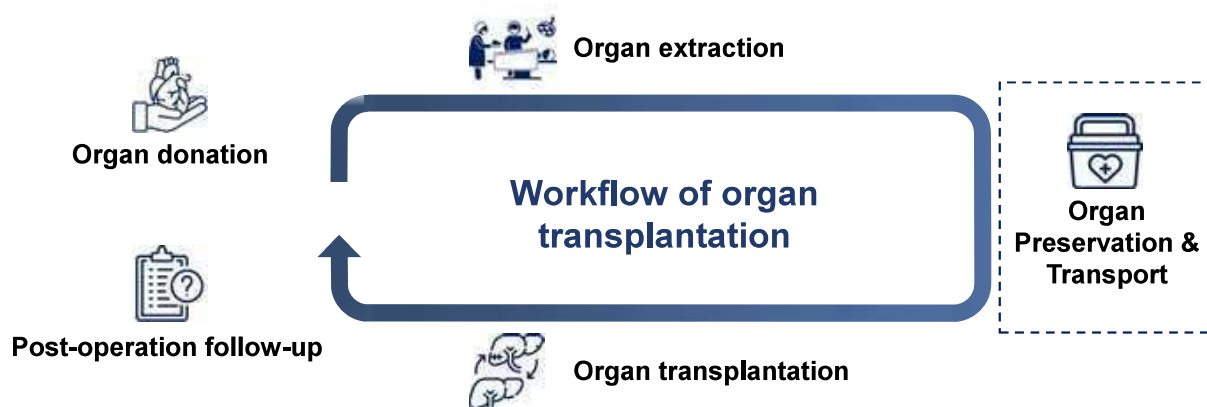 Organ extraction
Organ donation
Workflow of organ
transplantation
Organ
Preservation &
Transport
?
Post-operation follow-up
Organ transplantation